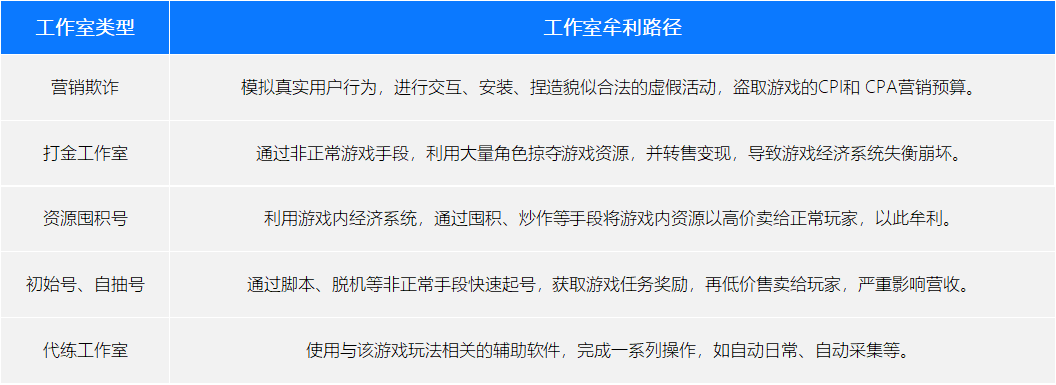 工作室类型
工作室牟利路径
营销欺诈
模拟真实用户行为，进行交互、安装、捏造貌似合法的虚假活动，盗取游戏的CPI和 CPA营销预算。
打金工作室
通过非正常游戏手段，利用大量角色掠夺游戏资源，并转售变现，导致游戏经济系统失衡崩坏。
资源囤积号
利用游戏内经济系统，通过囤积、炒作等手段将游戏内资源以高价卖给正常玩家，以此牟利。
初始号、自抽号
通过脚本、脱机等非正常手段快速起号，获取游戏任务奖励，再低价售卖给玩家，严重影响营收。
代练工作室
使用与该游戏玩法相关的辅助软件，完成一系列操作，如自动日常、自动采集等。